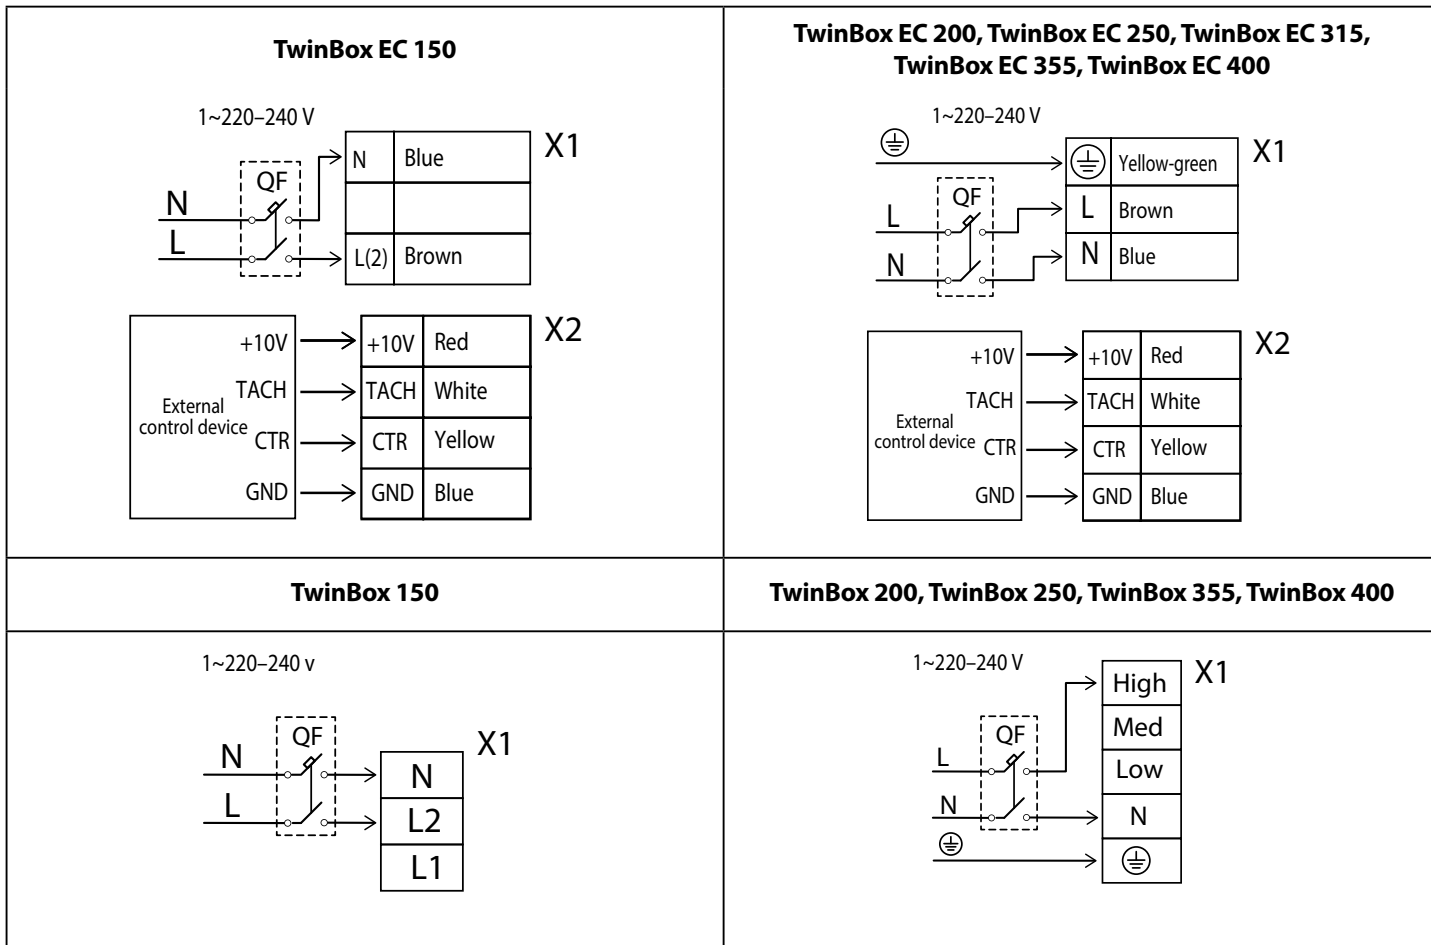 TwinBox EC 150
1~220–240 V
N Blue
X1
QF
N
L
L(2) Brown
+10V
+10V Red
X2
TACH
TACH White
External
control device
CTR
CTR Yellow
GND
GND Blue
TwinBox EC 200, TwinBox EC 250, TwinBox EC 315,
TwinBox EC 355, TwinBox EC 400
1~220–240 V
Yellow-green
X1
QF
L
L Brown
N
N Blue
+10V
+10V Red
X2
TACH
TACH White
External
control device
CTR
CTR Yellow
GND
GND Blue
TwinBox 150
1~220–240 v
QF
X1
N
N
L
L2
L1
TwinBox 200, TwinBox 250, TwinBox 355, TwinBox 400
1~220–240 V
High
X1
Med
QF
L
Low
N
N